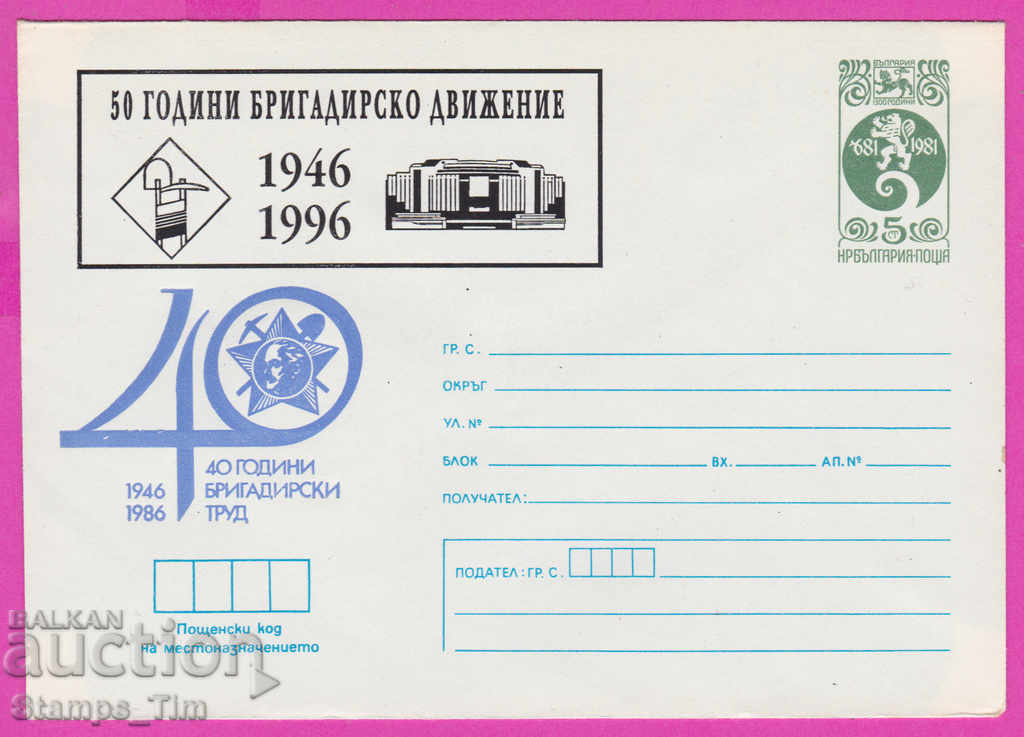 50 ГОДИНИ БРИГАДИРСКО ДВИЖЕНИЕ
1946
1996
БЪЛГАРИЯ
1300 ГОДИНИ
681 1981
5 СТ
НРБЪЛГАРИЯ·ПОЩА
40
1946
1986
40 ГОДИНИ
БРИГАДИРСКИ
ТРУД
ГР. С.
ОКРЪГ
УЛ. №
БЛОК ВХ. АП. №
ПОЛУЧАТЕЛ:
ПОДАТЕЛ: ГР. С.
Пощенски код
на местоназначението
BALKAN
auction
Stamps_Tim